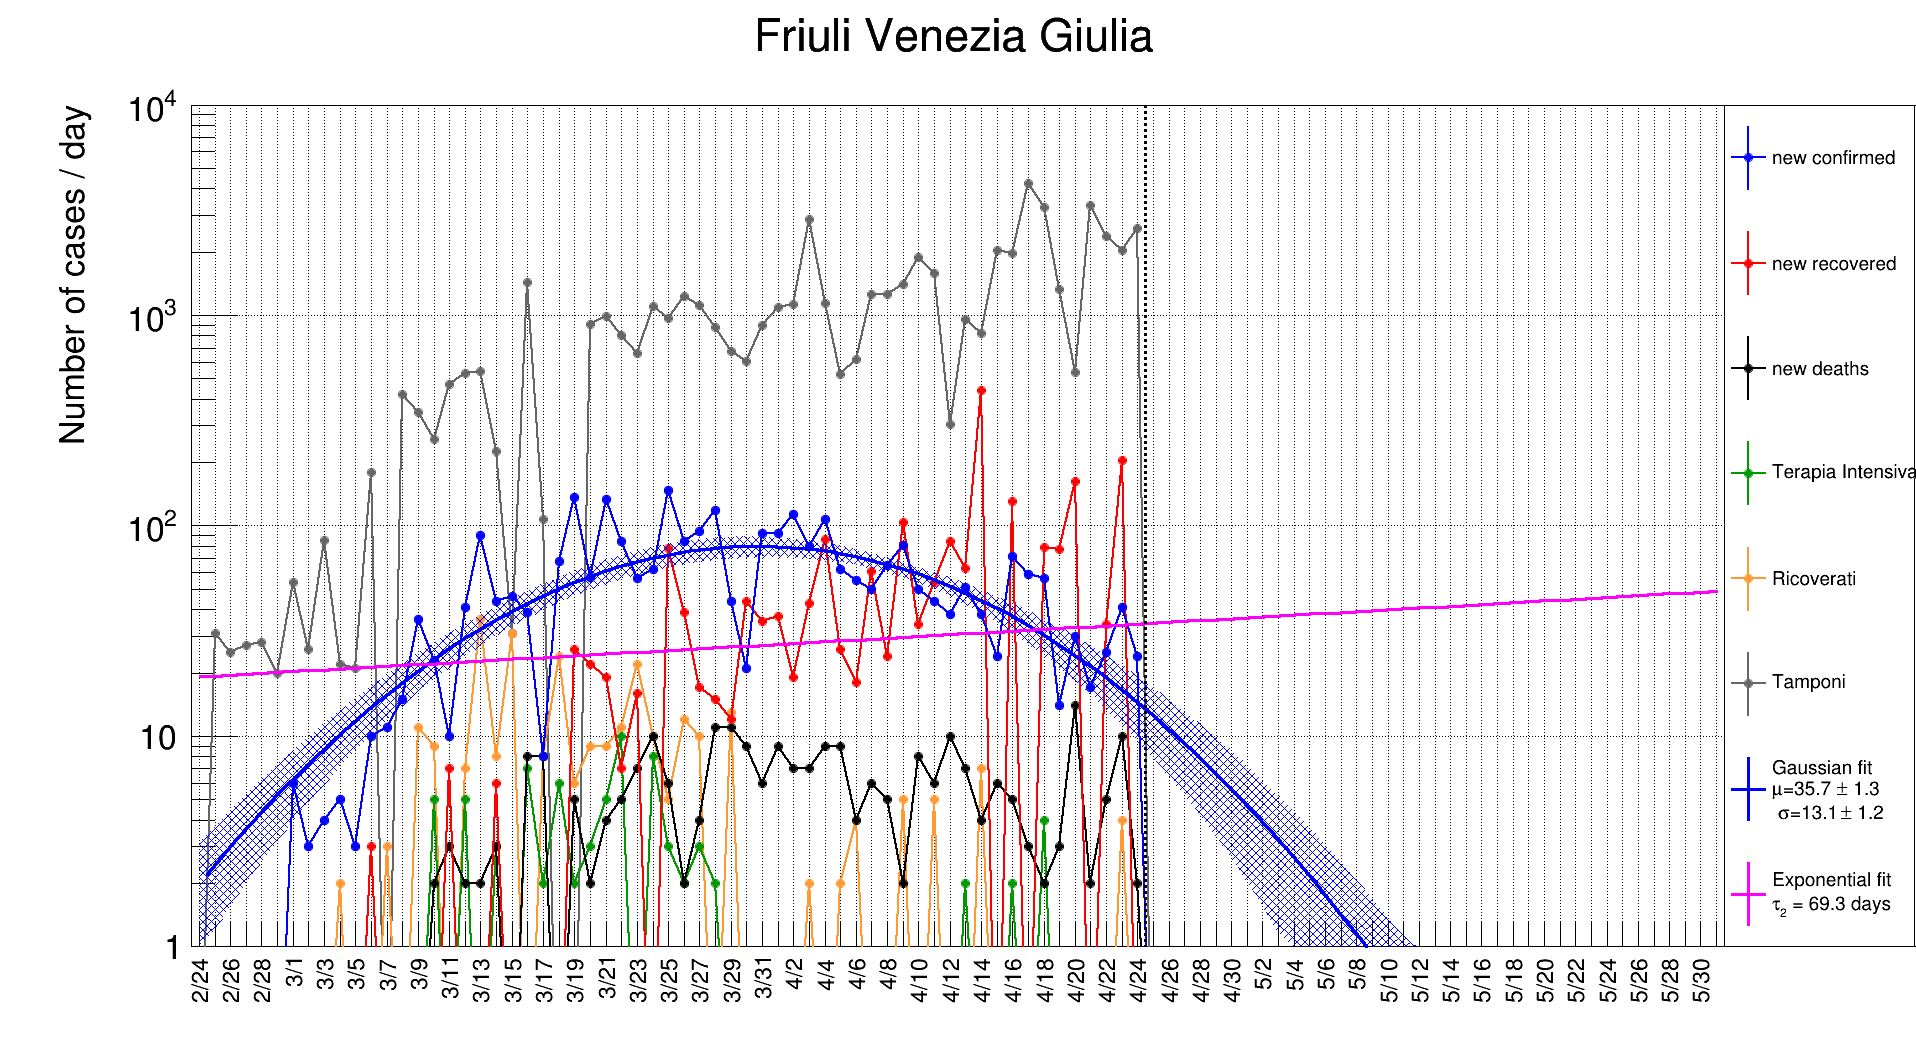 Friuli Venezia Giulia
Number of cases / day
10⁴
10³
10²
10
1
2/24 2/26 2/28 3/1 3/3 3/5 3/7 3/9 3/11 3/13 3/15 3/17 3/19 3/21 3/23 3/25 3/27 3/29 3/31 4/2 4/4 4/6 4/8 4/10 4/12 4/14 4/16 4/18 4/20 4/22 4/24 4/26 4/28 4/30 5/2 5/4 5/6 5/8 5/10 5/12 5/14 5/16 5/18 5/20 5/22 5/24 5/26 5/28 5/30
new confirmed
new recovered
new deaths
Terapia Intensiva
Ricoverati
Tamponi
Gaussian fit
μ=35.7 ± 1.3
σ=13.1 ± 1.2
Exponential fit
τ₂ = 69.3 days